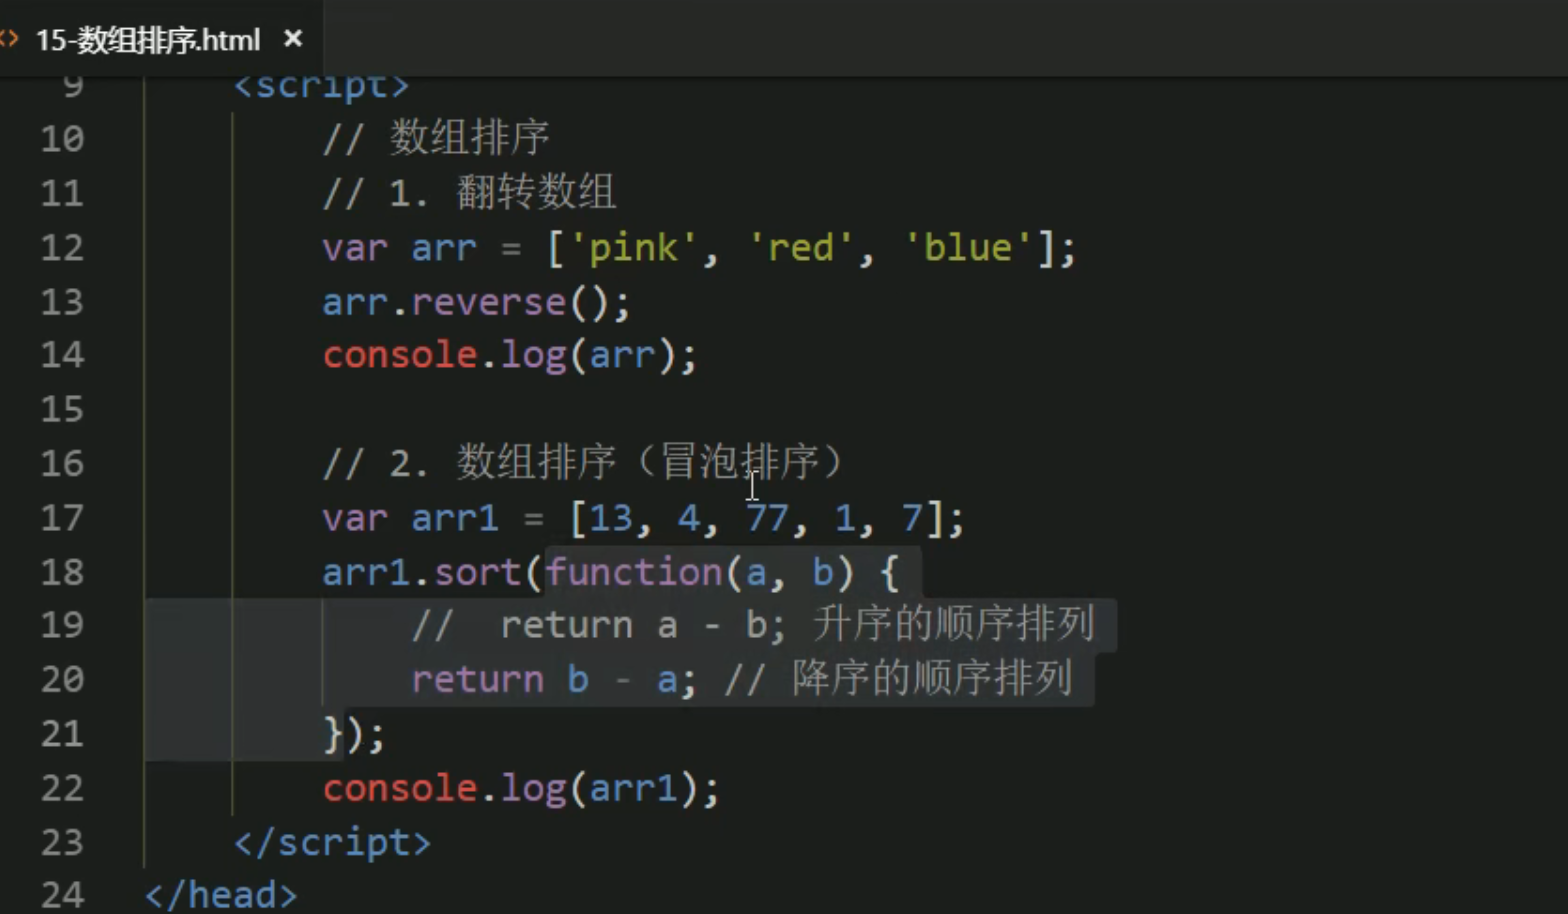 <> 15-数组排序.html ×
9 <script>
10 // 数组排序
11 // 1. 翻转数组
12 var arr = ['pink', 'red', 'blue'];
13 arr.reverse();
14 console.log(arr);
15
16 // 2. 数组排序（冒泡排序）
17 var arr1 = [13, 4, 77, 1, 7];
18 arr1.sort(function(a, b) {
19 //  return a - b; 升序的顺序排列
20 return b - a; // 降序的顺序排列
21 });
22 console.log(arr1);
23 </script>
24 </head>